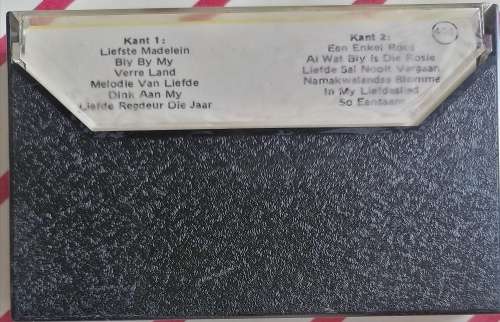 Kant 1:
Liefste Madelein
Bly By My
Verre Land
Melodie Van Liefde
Dink Aan My
Liefde Regdeur Die Jaar
Kant 2:
Een Enkel Roos
Ai Wat Bly Is Die Rosie
Liefde Sal Nooit Vergaan
Namakwalandse Blomme
In My Liefdeslied
So Eensaam